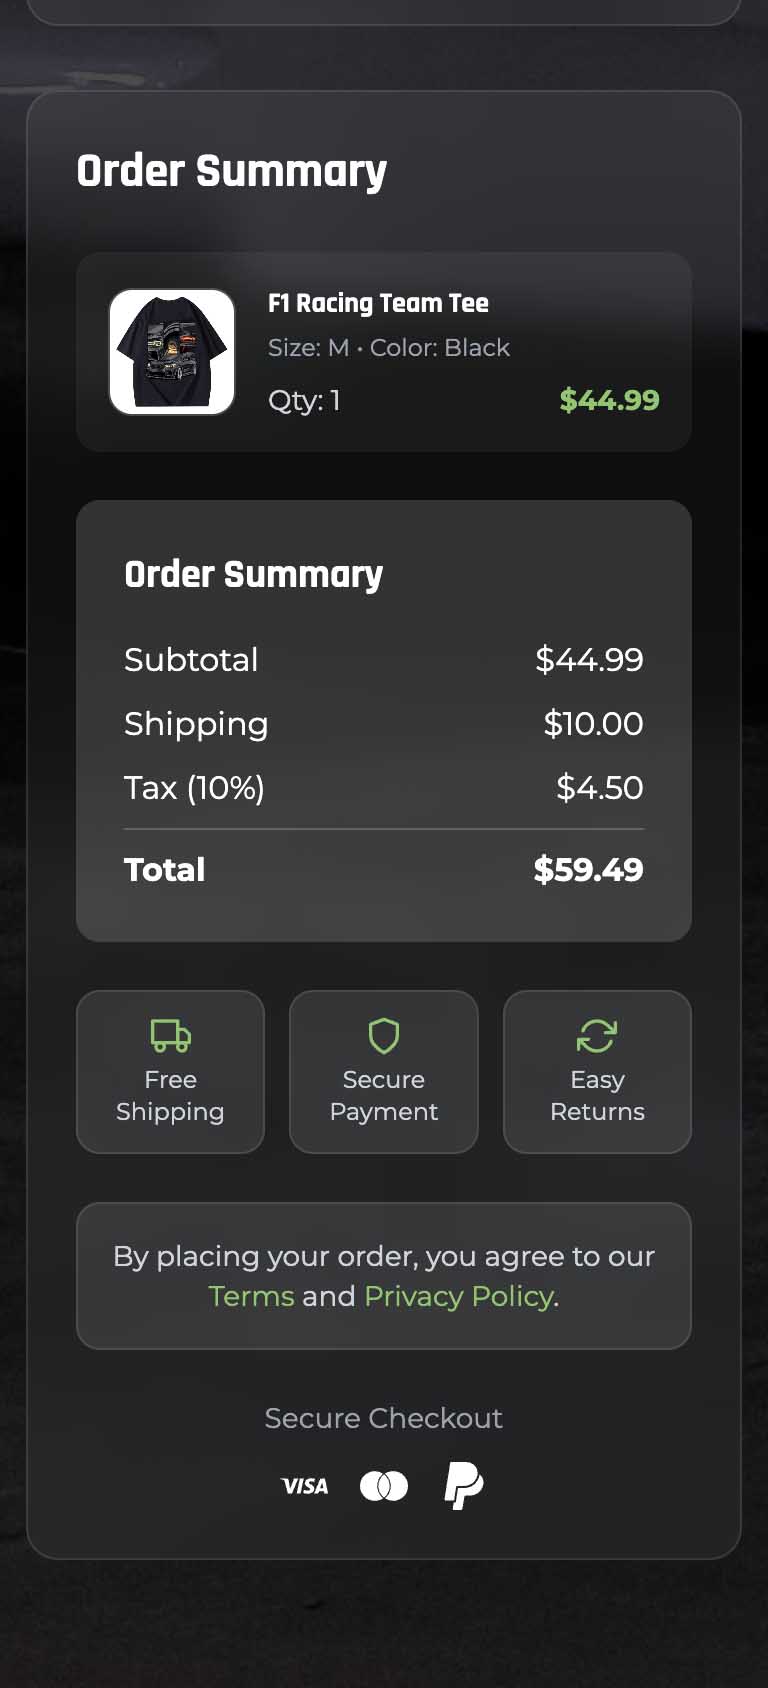 Order Summary
F1 Racing Team Tee
Size: M • Color: Black
Qty: 1 $44.99
Order Summary
Subtotal $44.99
Shipping $10.00
Tax (10%) $4.50
Total $59.49
Free
Shipping
Secure
Payment
Easy
Returns
By placing your order, you agree to our
Terms and Privacy Policy.
Secure Checkout
VISA